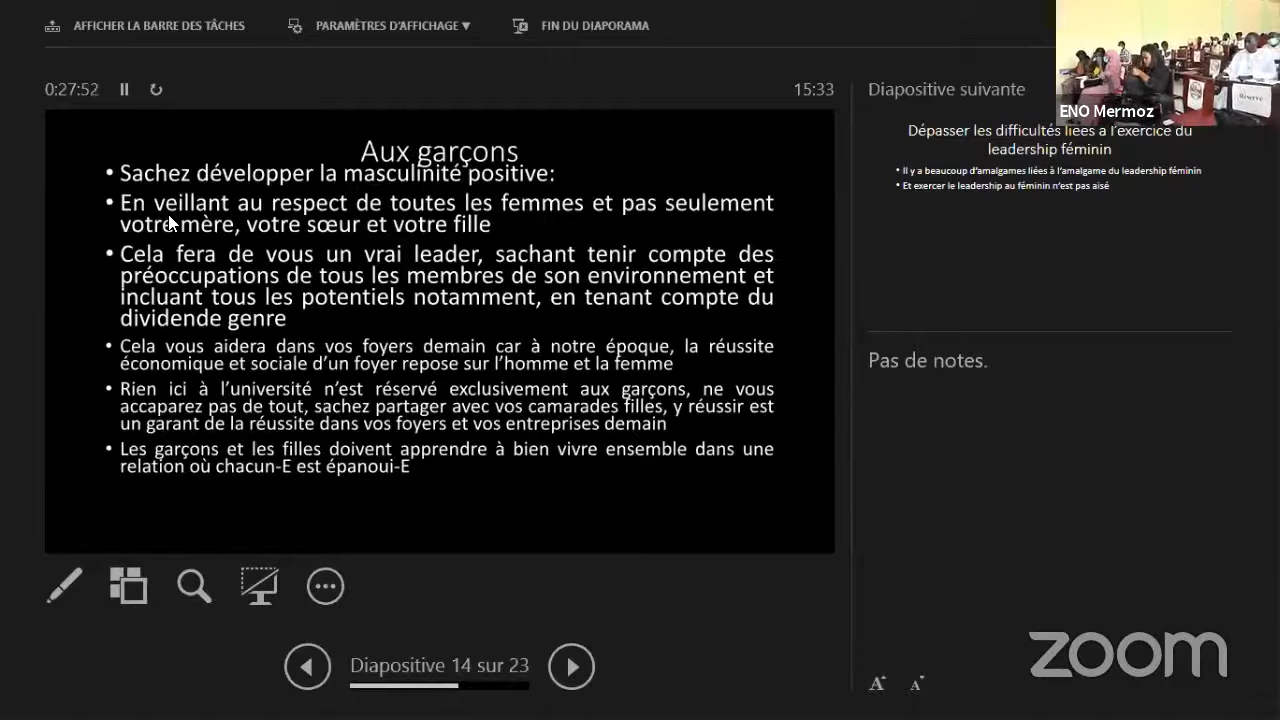 AFFICHER LA BARRE DES TÂCHES
PARAMÈTRES D'AFFICHAGE ▼
FIN DU DIAPORAMA
0:27:52
15:33
Aux garçons
• Sachez développer la masculinité positive:
• En veillant au respect de toutes les femmes et pas seulement
votre mère, votre sœur et votre fille
• Cela fera de vous un vrai leader, sachant tenir compte des
préoccupations de tous les membres de son environnement et
incluant tous les potentiels notamment, en tenant compte du
dividende genre
• Cela vous aidera dans vos foyers demain car à notre époque, la réussite
économique et sociale d'un foyer repose sur l'homme et la femme
• Rien ici à l'université n'est réservé exclusivement aux garçons, ne vous
accaparez pas de tout, sachez partager avec vos camarades filles, y réussir est
un garant de la réussite dans vos foyers et vos entreprises demain
• Les garçons et les filles doivent apprendre à bien vivre ensemble dans une
relation où chacun-E est épanoui-E
Diapositive 14 sur 23
Diapositive suivante
ENO Mermoz
Réservé
Dépasser les difficultés liées a l'exercice du
leadership féminin
• Il y a beaucoup d'amalgames liées à l'amalgame du leadership féminin
• Et exercer le leadership au féminin n'est pas aisé
Pas de notes.
A A
zoom